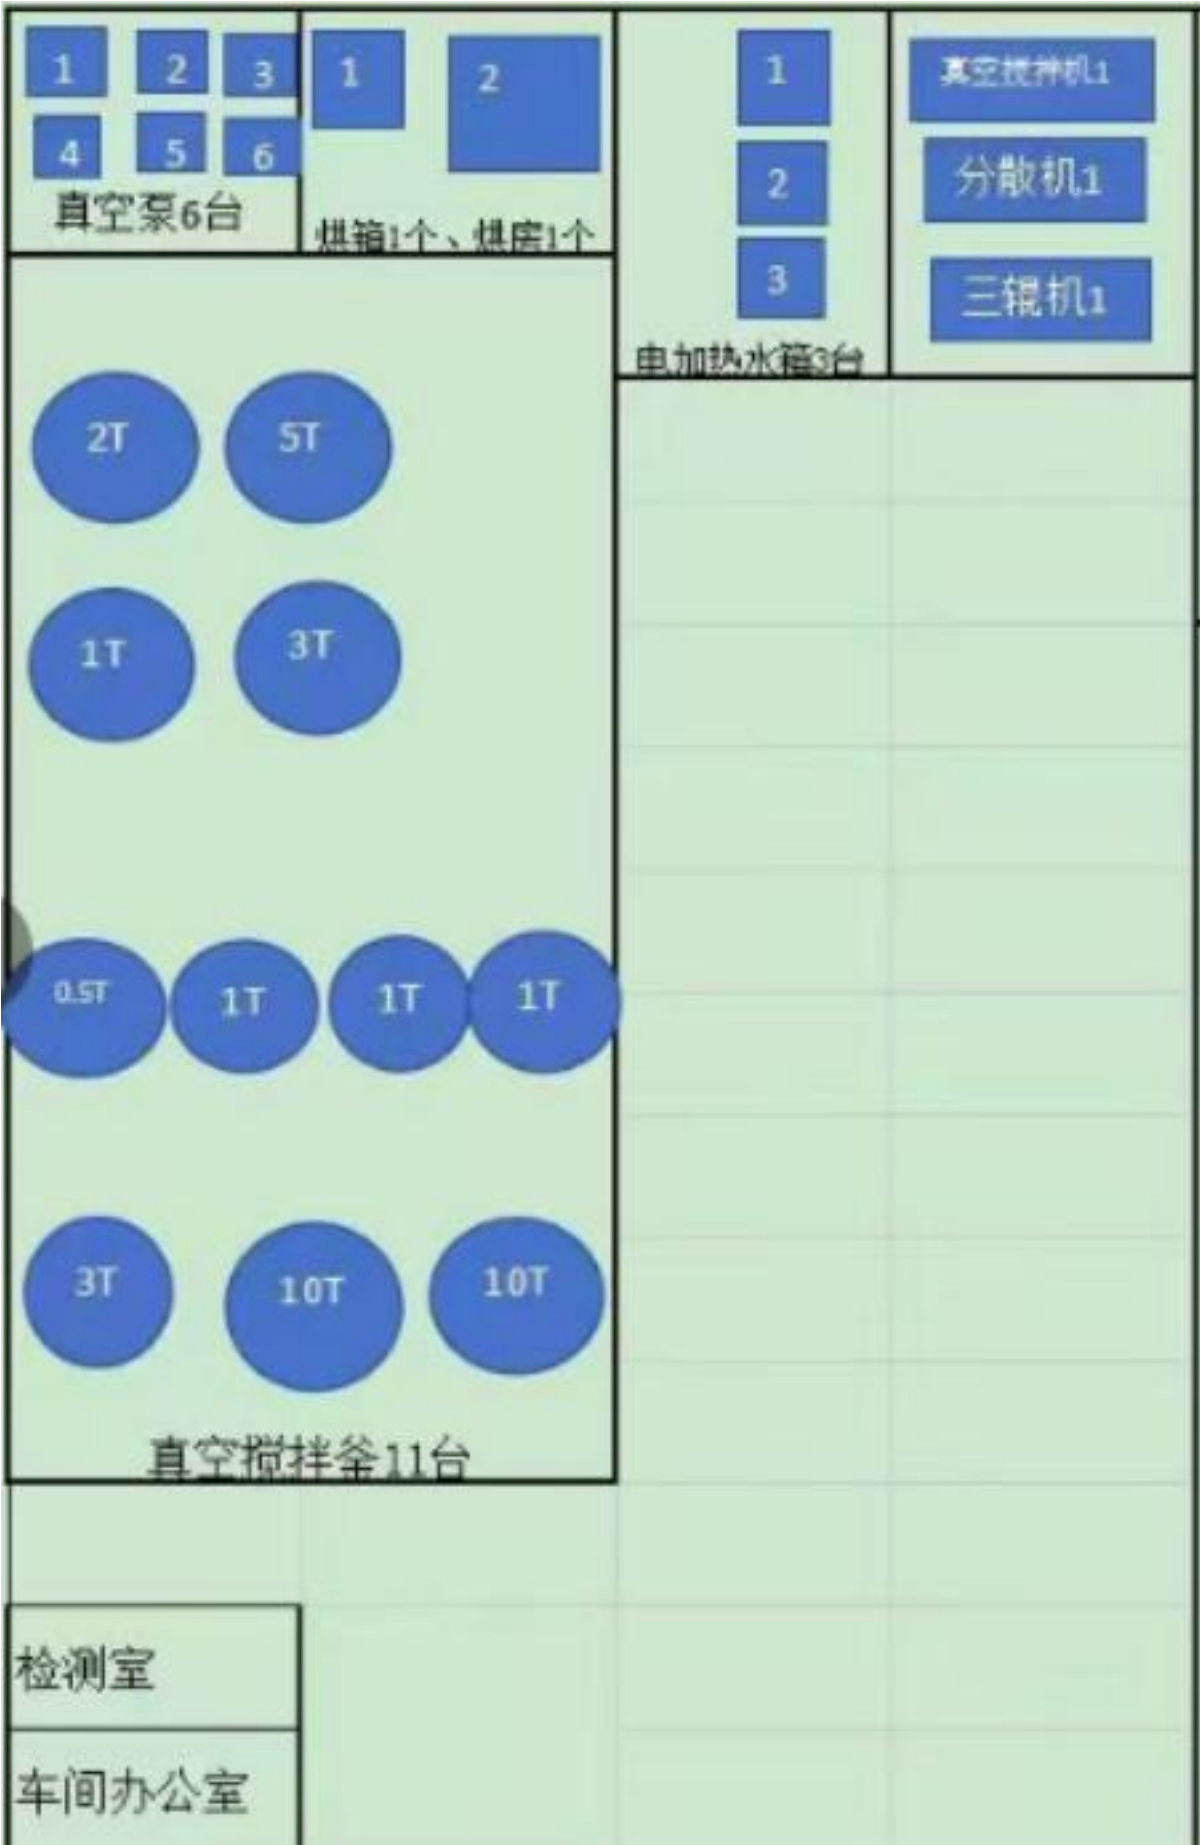 1
2
3
4
5
6
真空泵6台
1
2
烘箱1个、烘房1个
1
2
3
电加热水箱3台
真空搅拌机1
分散机1
三辊机1
2T
5T
1T
3T
0.5T
1T
1T
1T
3T
10T
10T
真空搅拌釜11台
检测室
车间办公室